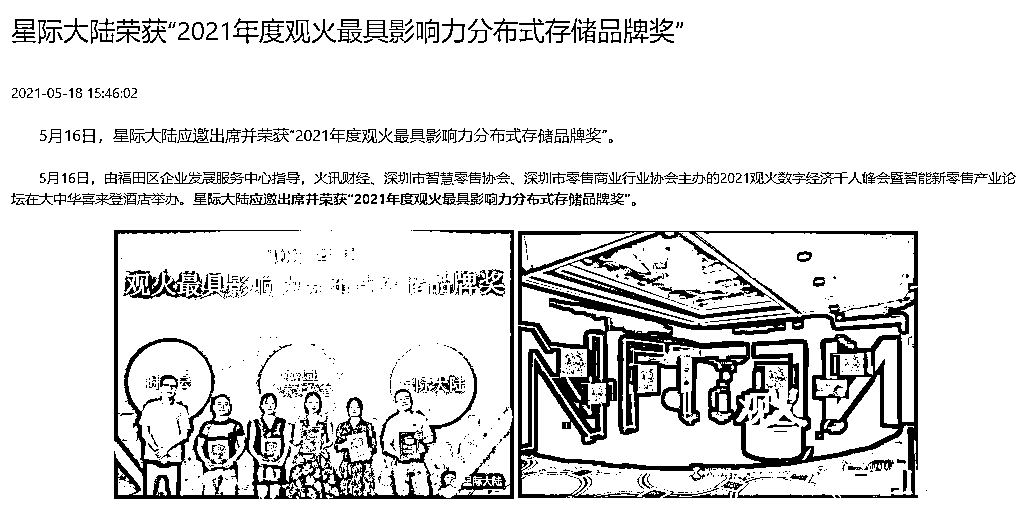 星际大陆荣获“2021年度观火最具影响力分布式存储品牌奖”
2021-05-18 15:46:02
5月16日，星际大陆应邀出席并荣获“2021年度观火最具影响力分布式存储品牌奖”。
5月16日，由福田区企业发展服务中心指导，火讯财经、深圳市智慧零售协会、深圳市零售商业行业协会主办的2021观火数字经济千人峰会暨智能新零售产业论
坛在大中华喜来登酒店举办。星际大陆应邀出席并荣获“2021年度观火最具影响力分布式存储品牌奖”。
观火最具影响力分布式存储品牌奖
际大陆
观火
星际大陆